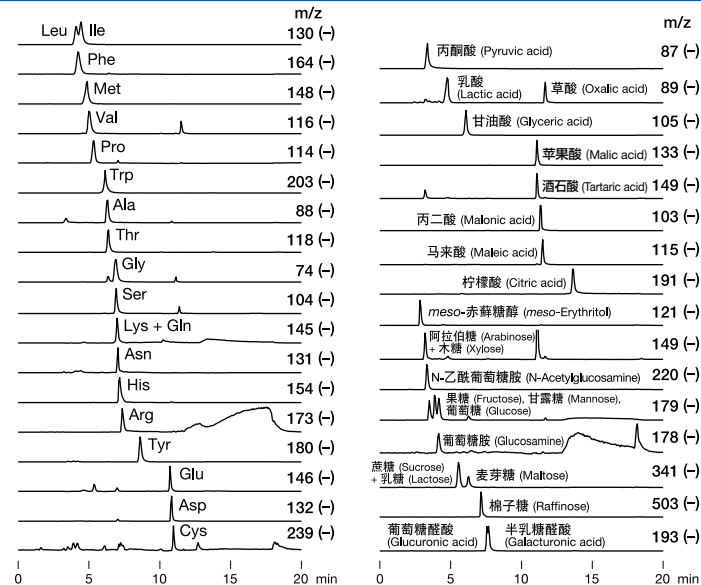 m/z
Leu Ile 130 (−)
Phe 164 (−)
Met 148 (−)
Val 116 (−)
Pro 114 (−)
Trp 203 (−)
Ala 88 (−)
Thr 118 (−)
Gly 74 (−)
Ser 104 (−)
Lys + Gln 145 (−)
Asn 131 (−)
His 154 (−)
Arg 173 (−)
Tyr 180 (−)
Glu 146 (−)
Asp 132 (−)
Cys 239 (−)
0 5 10 15 20 min
m/z
丙酮酸 (Pyruvic acid) 87 (−)
乳酸
(Lactic acid) 草酸 (Oxalic acid) 89 (−)
甘油酸 (Glyceric acid) 105 (−)
苹果酸 (Malic acid) 133 (−)
酒石酸 (Tartaric acid) 149 (−)
丙二酸 (Malonic acid) 103 (−)
马来酸 (Maleic acid) 115 (−)
柠檬酸 (Citric acid) 191 (−)
meso-赤藓糖醇 (meso-Erythritol) 121 (−)
阿拉伯糖 (Arabinose)
+ 木糖 (Xylose) 149 (−)
N-乙酰葡萄糖胺 (N-Acetylglucosamine) 220 (−)
果糖 (Fructose), 甘露糖 (Mannose),
葡萄糖 (Glucose) 179 (−)
葡萄糖胺 (Glucosamine) 178 (−)
蔗糖 (Sucrose)
+ 乳糖 (Lactose) 麦芽糖 (Maltose) 341 (−)
棉子糖 (Raffinose) 503 (−)
葡萄糖醛酸 半乳糖醛酸
(Glucuronic acid) (Galacturonic acid) 193 (−)
0 5 10 15 20 min